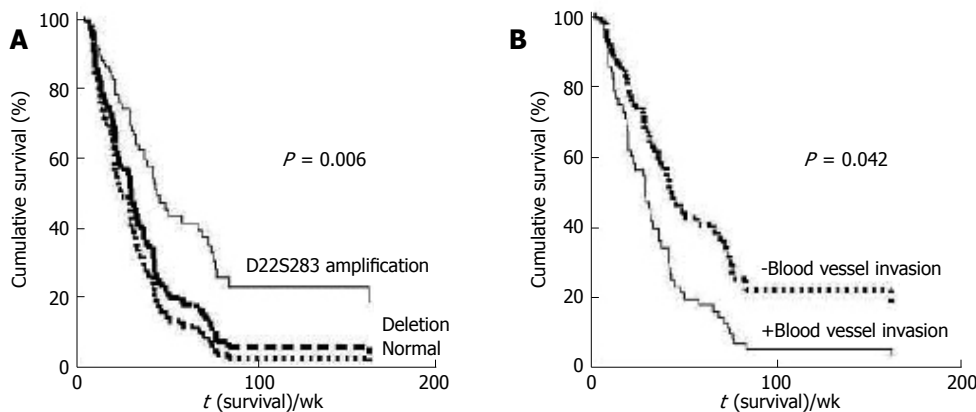 A
Cumulative survival (%)
100
80
60
40
20
0
P = 0.006
D22S283 amplification
Deletion
Normal
0 100 200
t (survival)/wk
B
Cumulative survival (%)
100
80
60
40
20
0
P = 0.042
-Blood vessel invasion
+Blood vessel invasion
0 100 200
t (survival)/wk